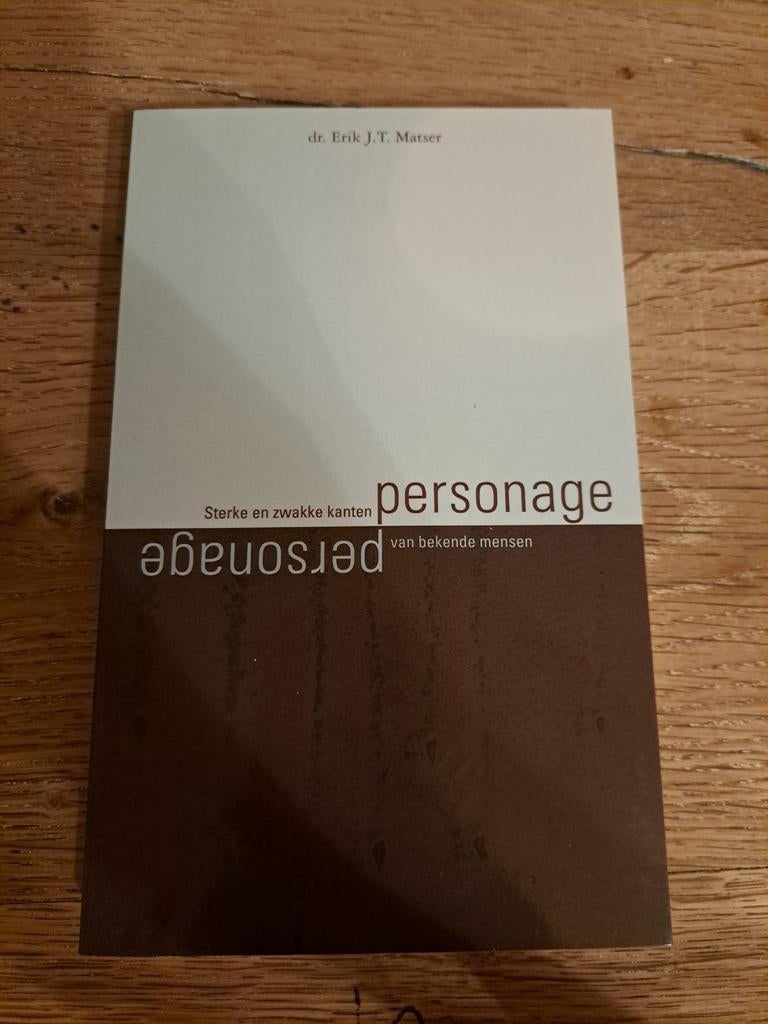 dr. Erik J.T. Matser
Sterke en zwakke kanten personage
personage van bekende mensen